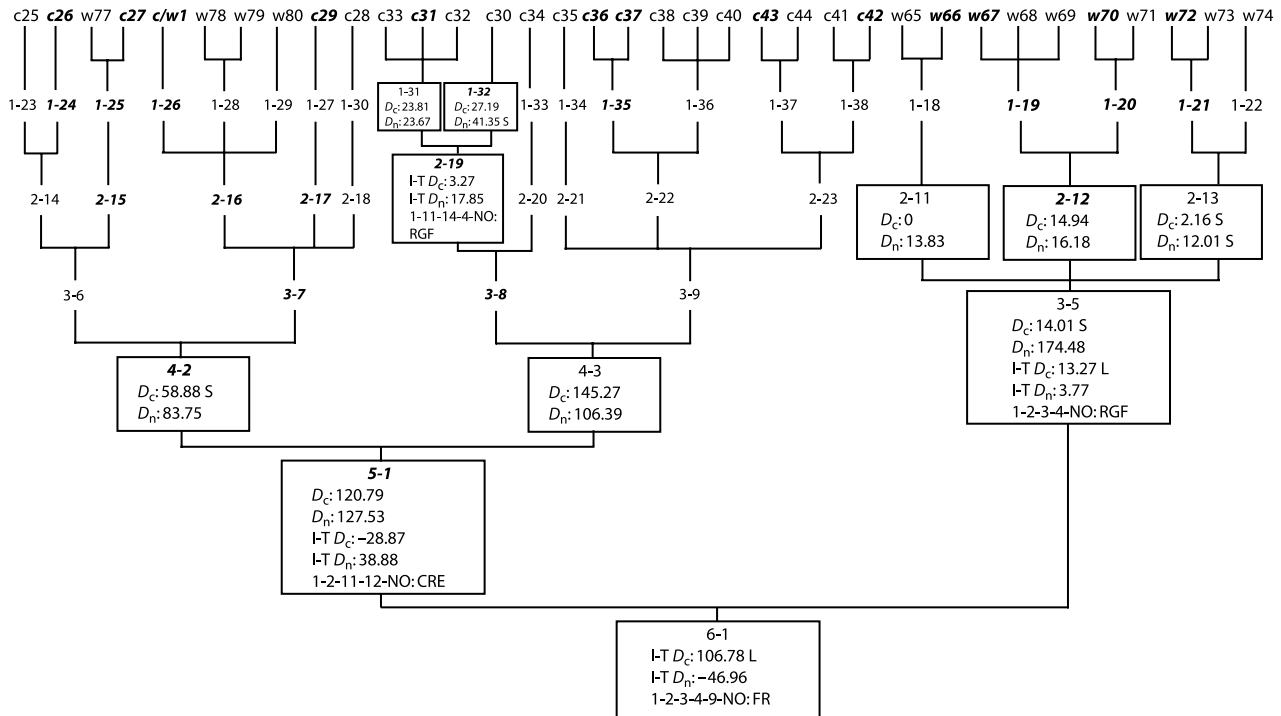 c25 c26 w77 c27 c/w1 w78 w79 w80 c29 c28 c33 c31 c32 c30 c34 c35 c36 c37 c38 c39 c40 c43 c44 c41 c42 w65 w66 w67 w68 w69 w70 w71 w72 w73 w74
1-23 1-24 1-25 1-26 1-28 1-29 1-27 1-30
1-31
Dc: 23.81
Dn: 23.67
1-32
Dc: 27.19
Dn: 41.35 S
1-33 1-34 1-35 1-36 1-37 1-38 1-18 1-19 1-20 1-21 1-22
2-14 2-15 2-16 2-17 2-18
2-19
I-T Dc: 3.27
I-T Dn: 17.85
1-11-14-4-NO:
RGF
2-20 2-21 2-22 2-23
2-11
Dc: 0
Dn: 13.83
2-12
Dc: 14.94
Dn: 16.18
2-13
Dc: 2.16 S
Dn: 12.01 S
3-6 3-7 3-8 3-9
3-5
Dc: 14.01 S
Dn: 174.48
I-T Dc: 13.27 L
I-T Dn: 3.77
1-2-3-4-NO: RGF
4-2
Dc: 58.88 S
Dn: 83.75
4-3
Dc: 145.27
Dn: 106.39
5-1
Dc: 120.79
Dn: 127.53
I-T Dc: –28.87
I-T Dn: 38.88
1-2-11-12-NO: CRE
6-1
I-T Dc: 106.78 L
I-T Dn: –46.96
1-2-3-4-9-NO: FR